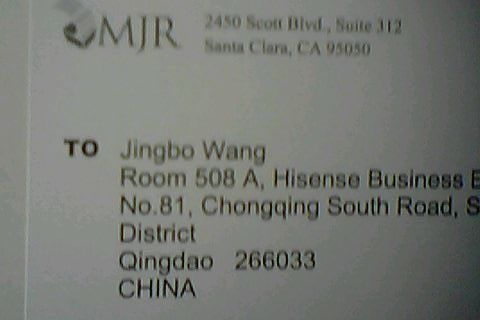 MJR
2450 Scott Blvd., Suite 312
Santa Clara, CA 95050
TO
Jingbo Wang
Room 508 A, Hisense Business
No.81, Chongqing South Road,
District
Qingdao 266033
CHINA